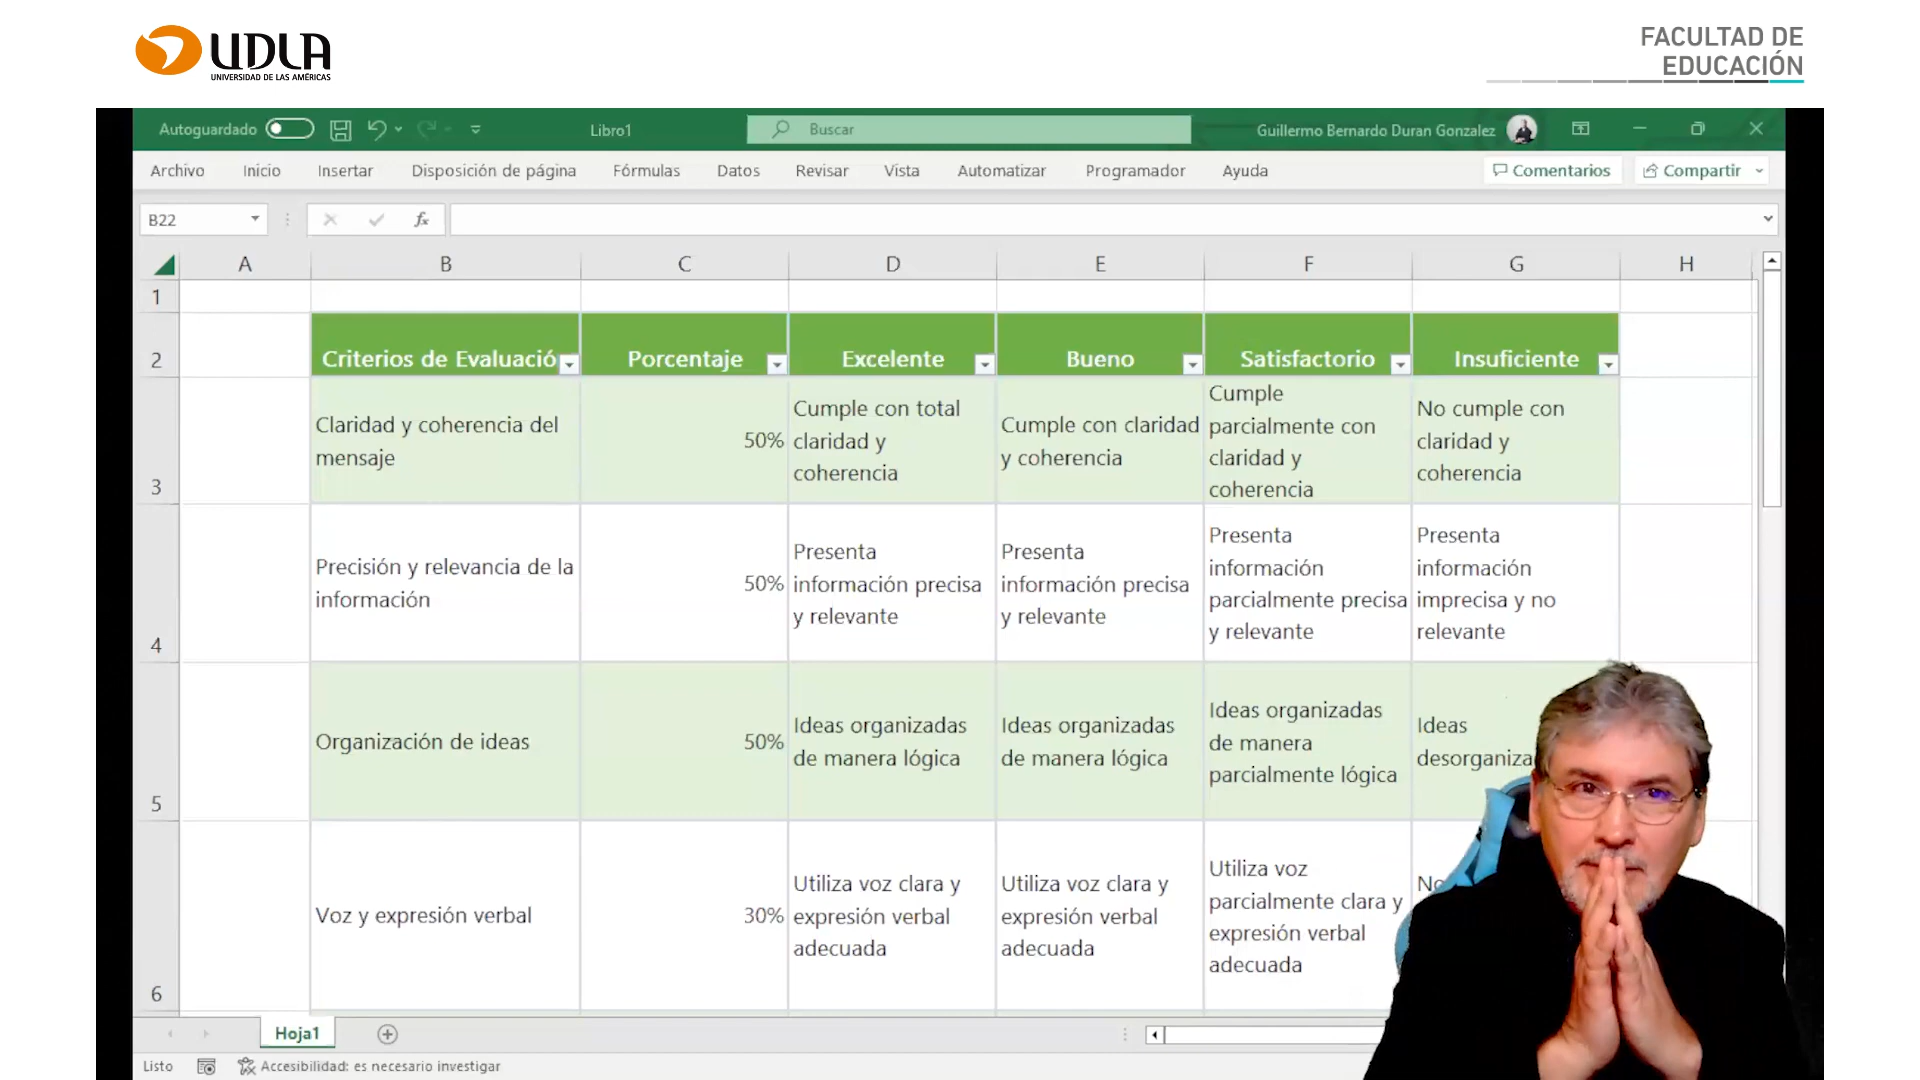 UDLA
UNIVERSIDAD DE LAS AMÉRICAS
FACULTAD DE
EDUCACIÓN
Autoguardado
Libro1
Buscar
Guillermo Bernardo Duran Gonzalez
Archivo Inicio Insertar Disposición de página Fórmulas Datos Revisar Vista Automatizar Programador Ayuda
Comentarios
Compartir
B22
fx
A B C D E F G H
1
2
Criterios de Evaluació
Porcentaje
Excelente
Bueno
Satisfactorio
Insuficiente
3
Claridad y coherencia del
mensaje
50%
Cumple con total
claridad y
coherencia
Cumple con claridad
y coherencia
Cumple
parcialmente con
claridad y
coherencia
No cumple con
claridad y
coherencia
4
Precisión y relevancia de la
información
50%
Presenta
información precisa
y relevante
Presenta
información precisa
y relevante
Presenta
información
parcialmente precisa
y relevante
Presenta
información
imprecisa y no
relevante
5
Organización de ideas
50%
Ideas organizadas
de manera lógica
Ideas organizadas
de manera lógica
Ideas organizadas
de manera
parcialmente lógica
Ideas
desorganiza
6
Voz y expresión verbal
30%
Utiliza voz clara y
expresión verbal
adecuada
Utiliza voz clara y
expresión verbal
adecuada
Utiliza voz
parcialmente clara y
expresión verbal
adecuada
No
Hoja1
Listo
Accesibilidad: es necesario investigar